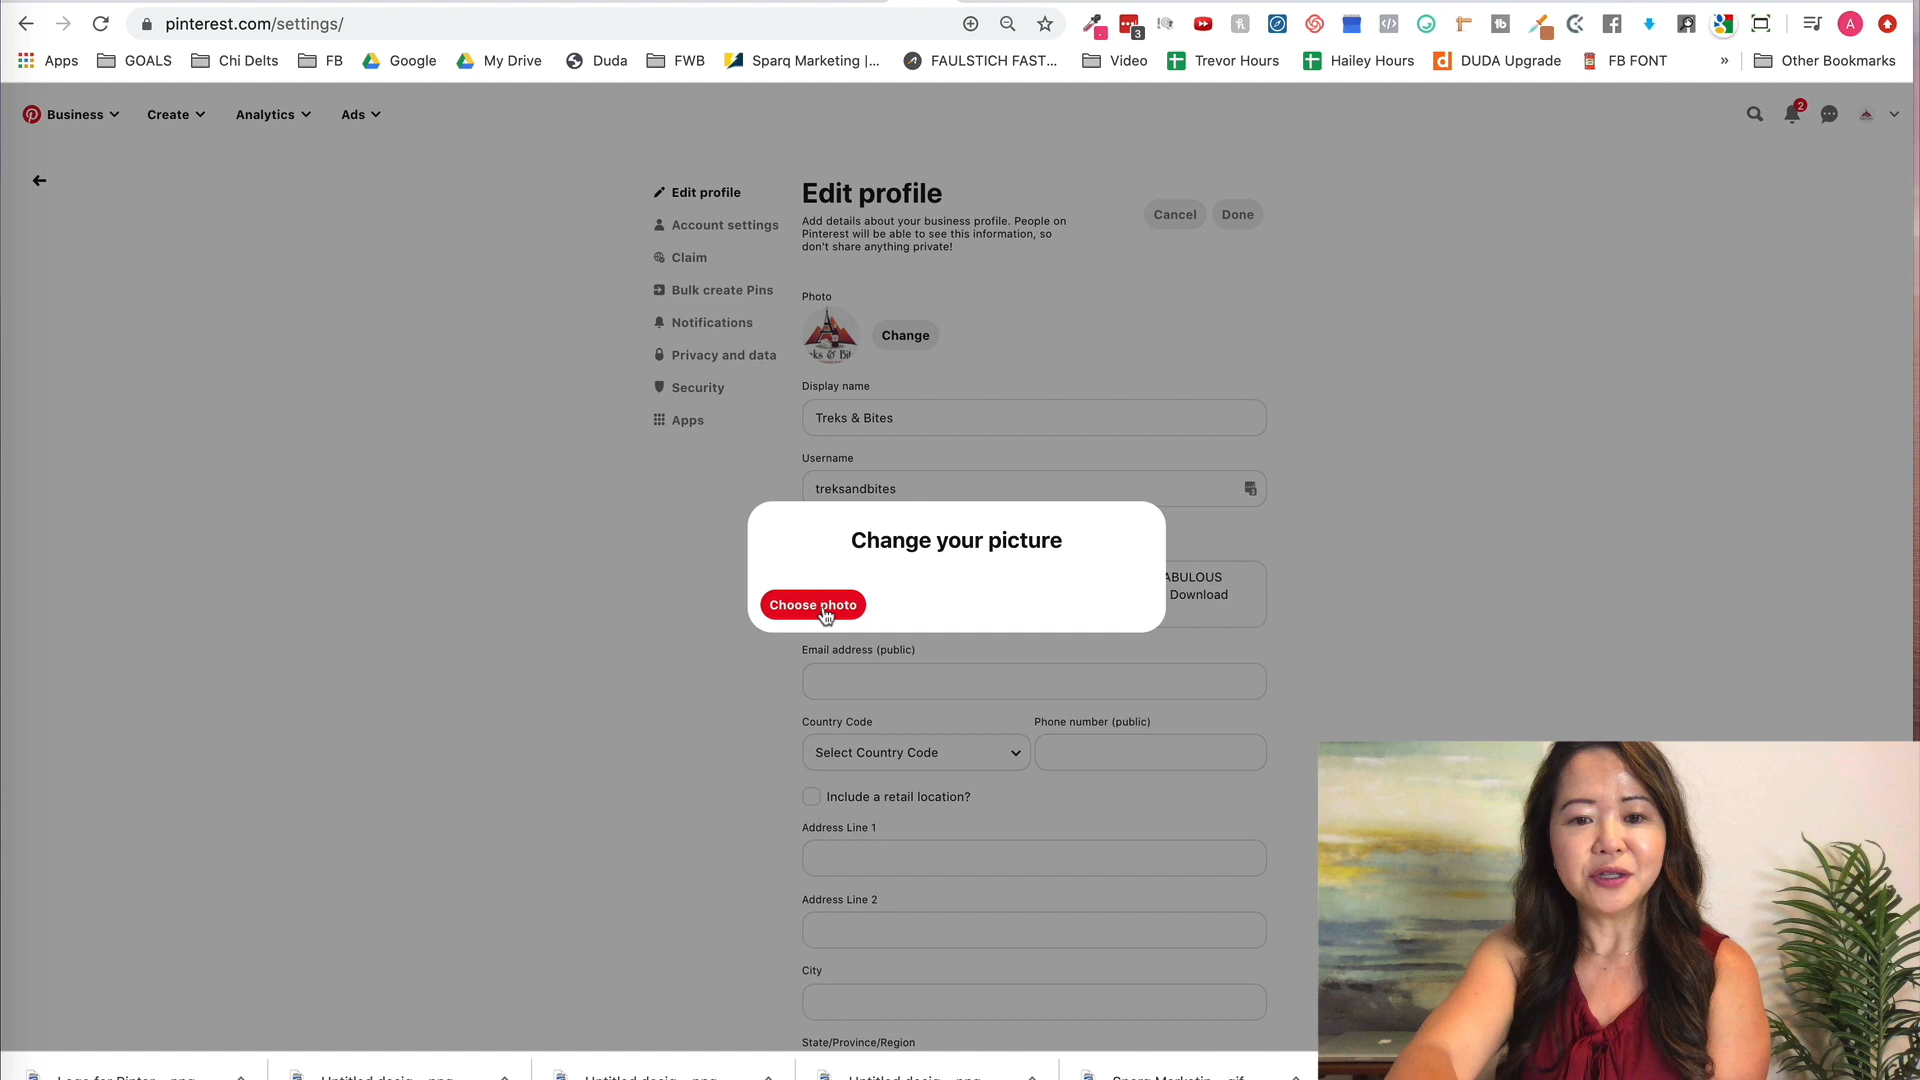 pinterest.com/settings/
3
A
Apps
GOALS
Chi Delts
FB
Google
My Drive
Duda
FWB
Sparq Marketing |...
FAULSTICH FAST...
Video
Trevor Hours
Hailey Hours
DUDA Upgrade
FB FONT
»
Other Bookmarks
Business
Create
Analytics
Ads
2
Edit profile
Account settings
Claim
Bulk create Pins
Notifications
Privacy and data
Security
Apps
Edit profile
Add details about your business profile. People on
Pinterest will be able to see this information, so
don't share anything private!
Cancel
Done
Photo
Change
Display name
Treks & Bites
Username
treksandbites
Change your picture
Choose photo
ABULOUS
Download
Email address (public)
Country Code
Phone number (public)
Select Country Code
Include a retail location?
Address Line 1
Address Line 2
City
State/Province/Region